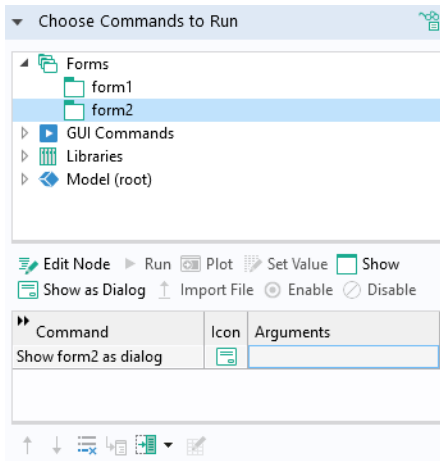 Choose Commands to Run
Forms
form1
form2
GUI Commands
Libraries
Model (root)
Edit Node Run Plot Set Value Show
Show as Dialog Import File Enable Disable
Command Icon Arguments
Show form2 as dialog